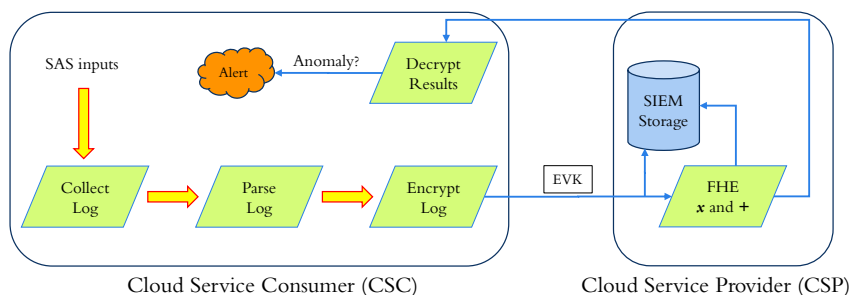 SAS inputs
Alert
Anomaly?
Decrypt
Results
SIEM
Storage
Collect
Log
Parse
Log
Encrypt
Log
EVK
FHE
x and +
Cloud Service Consumer (CSC)
Cloud Service Provider (CSP)